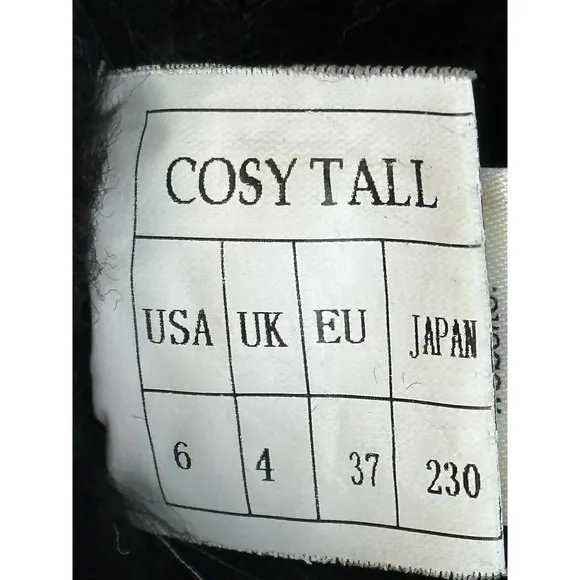 COSY TALL
USA UK EU JAPAN
6 4 37 230